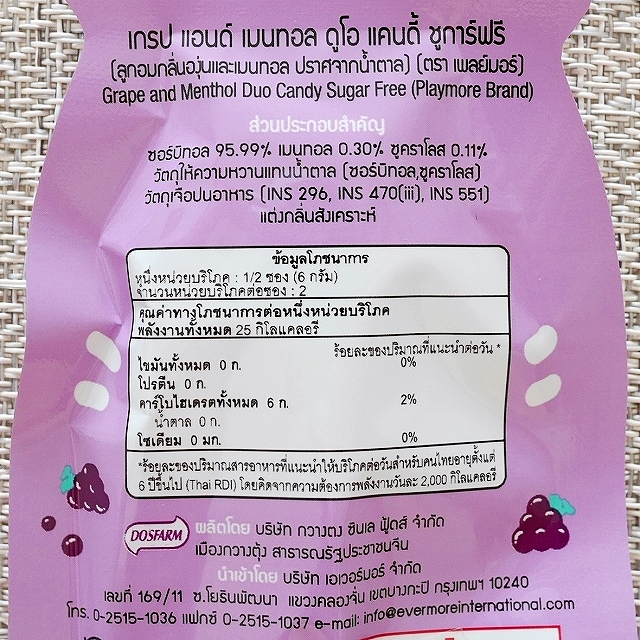 เกรป แอนด์ เมนทอล ดูโอ แคนดี้ ชูการ์ฟรี
(ลูกอมกลิ่นองุ่นและเมนทอล ปราศจากน้ำตาล) (ตรา เพลย์มอร์)
Grape and Menthol Duo Candy Sugar Free (Playmore Brand)
ส่วนประกอบสำคัญ
ซอร์บิทอล 95.99% เมนทอล 0.30% ซูคราโลส 0.11%
วัตถุให้ความหวานแทนน้ำตาล (ซอร์บิทอล,ซูคราโลส)
วัตถุเจือปนอาหาร (INS 296, INS 470(iii), INS 551)
แต่งกลิ่นสังเคราะห์
ข้อมูลโภชนาการ
หนึ่งหน่วยบริโภค : 1/2 ซอง (6 กรัม)
จำนวนหน่วยบริโภคต่อซอง : 2
คุณค่าทางโภชนาการต่อหนึ่งหน่วยบริโภค
พลังงานทั้งหมด 25 กิโลแคลอรี
ร้อยละของปริมาณที่แนะนำต่อวัน *
ไขมันทั้งหมด 0 ก. 0%
โปรตีน 0 ก.
คาร์โบไฮเดรตทั้งหมด 6 ก. 2%
น้ำตาล 0 ก.
โซเดียม 0 มก. 0%
*ร้อยละของปริมาณสารอาหารที่แนะนำให้บริโภคต่อวันสำหรับคนไทยอายุตั้งแต่
6 ปีขึ้นไป (Thai RDI) โดยคิดจากความต้องการพลังงานวันละ 2,000 กิโลแคลอรี
DOSFARM ผลิตโดย บริษัท กวางตง ซินเล ฟู้ดส์ จำกัด
เมืองกวางตุ้ง สาธารณรัฐประชาชนจีน
นำเข้าโดย บริษัท เอเวอร์มอร์ จำกัด
เลขที่ 169/11 ซ.โยธินพัฒนา แขวงคลองจั่น เขตบางกะปิ กรุงเทพฯ 10240
โทร. 0-2515-1036 แฟกซ์ 0-2515-1037 e-mail: info@evermoreinternational.com